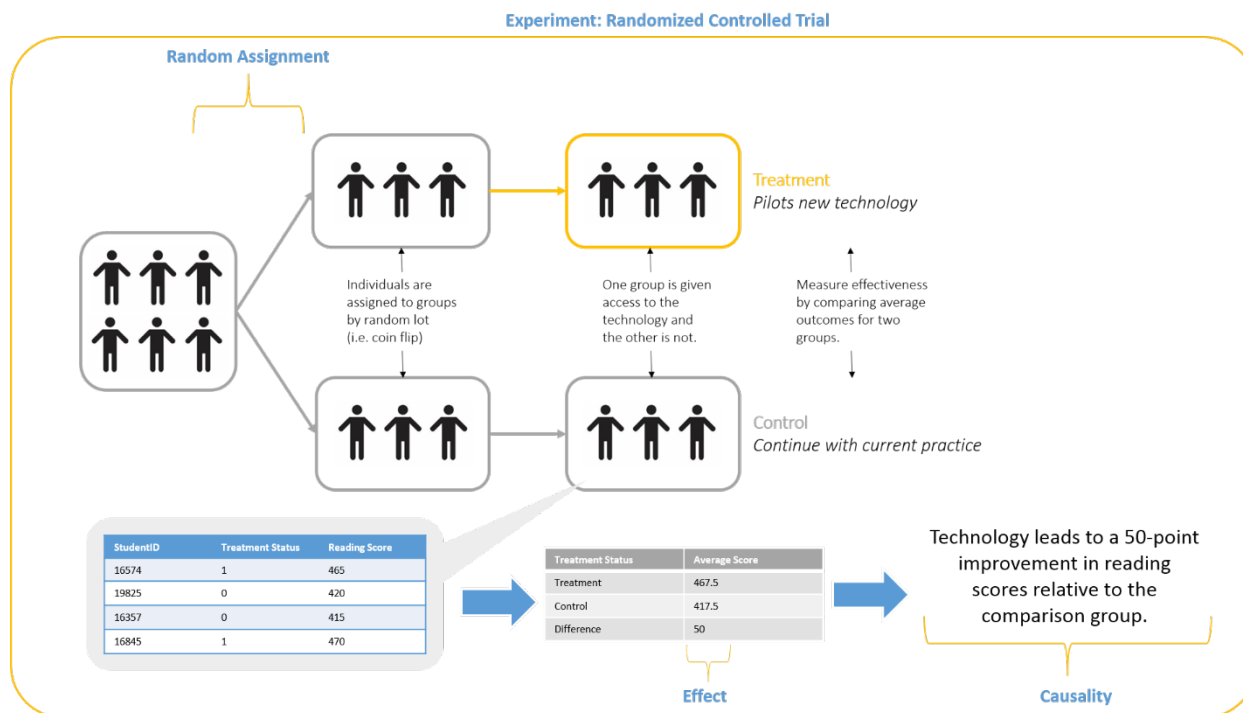 Experiment: Randomized Controlled Trial
Random Assignment
Treatment
Pilots new technology
Individuals are
assigned to groups
by random lot
(i.e. coin flip)
One group is given
access to the
technology and
the other is not.
Measure effectiveness
by comparing average
outcomes for two
groups.
Control
Continue with current practice
StudentID Treatment Status Reading Score
16574 1 465
19825 0 420
16357 0 415
16845 1 470
Treatment Status Average Score
Treatment 467.5
Control 417.5
Difference 50
Technology leads to a 50-point
improvement in reading
scores relative to the
comparison group.
Effect
Causality